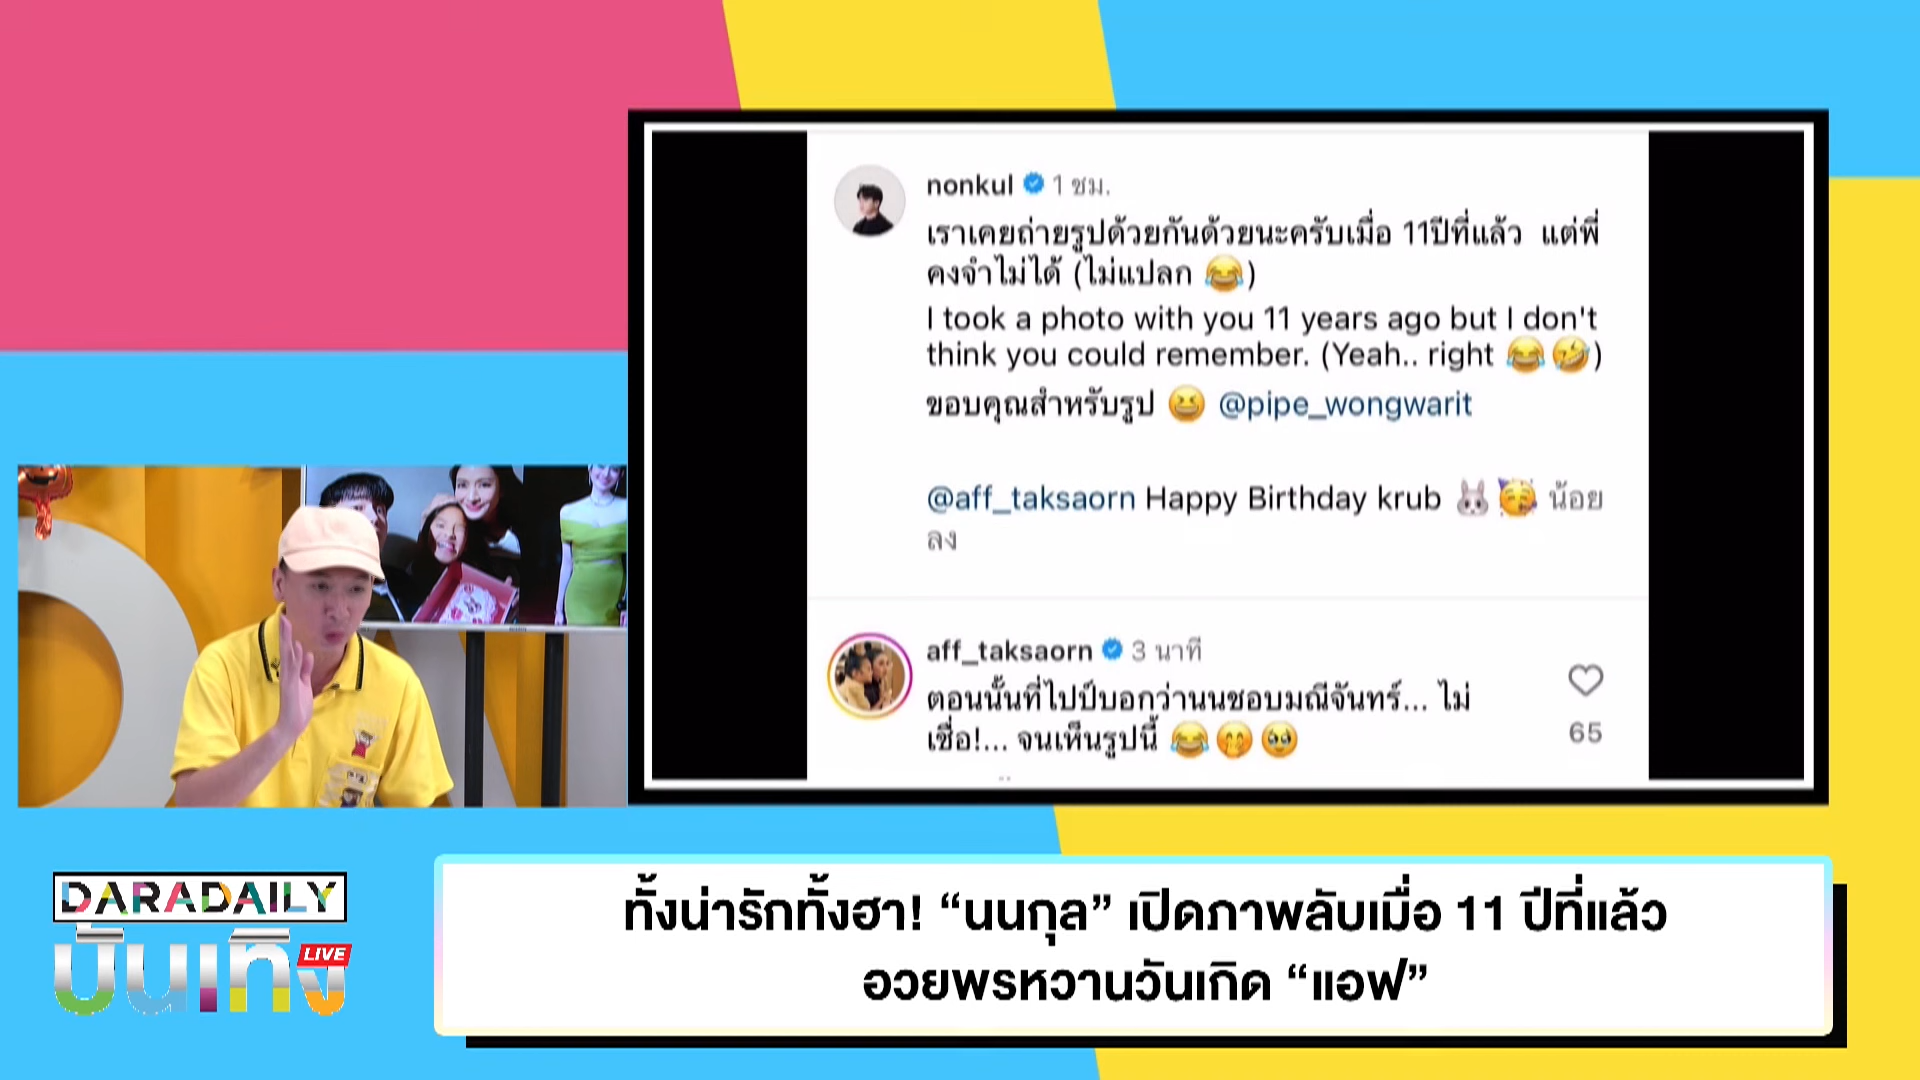 nonkul 1 ชม.
เราเคยถ่ายรูปด้วยกันด้วยนะครับเมื่อ 11ปีที่แล้ว แต่พี่
คงจำไม่ได้ (ไม่แปลก 😂)
I took a photo with you 11 years ago but I don't
think you could remember. (Yeah.. right 😂🤣)
ขอบคุณสำหรับรูป 😆 @pipe_wongwarit
@aff_taksaorn Happy Birthday krub 🐰🥳 น้อย
ลง
aff_taksaorn 3 นาที
ตอนนั้นที่ไปป์บอกว่านนชอบมณีจันทร์... ไม่
เชื่อ!... จนเห็นรูปนี้ 😂🤭🥹
65
DARADAILY
บันเทิง
LIVE
ทั้งน่ารักทั้งฮา! “นนกุล” เปิดภาพลับเมื่อ 11 ปีที่แล้ว
อวยพรหวานวันเกิด “แอฟ”